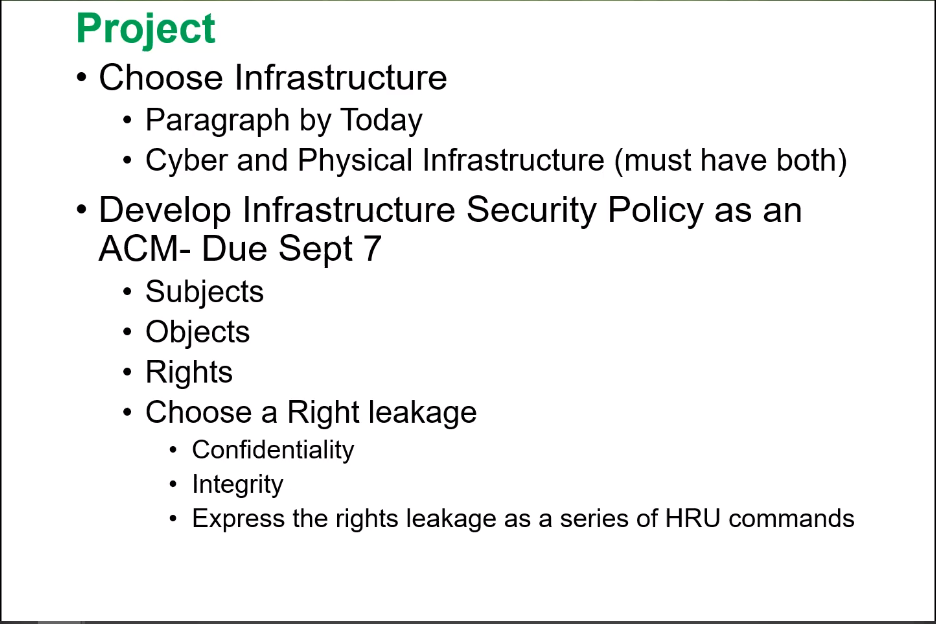 Project
• Choose Infrastructure
• Paragraph by Today
• Cyber and Physical Infrastructure (must have both)
• Develop Infrastructure Security Policy as an
ACM- Due Sept 7
• Subjects
• Objects
• Rights
• Choose a Right leakage
• Confidentiality
• Integrity
• Express the rights leakage as a series of HRU commands